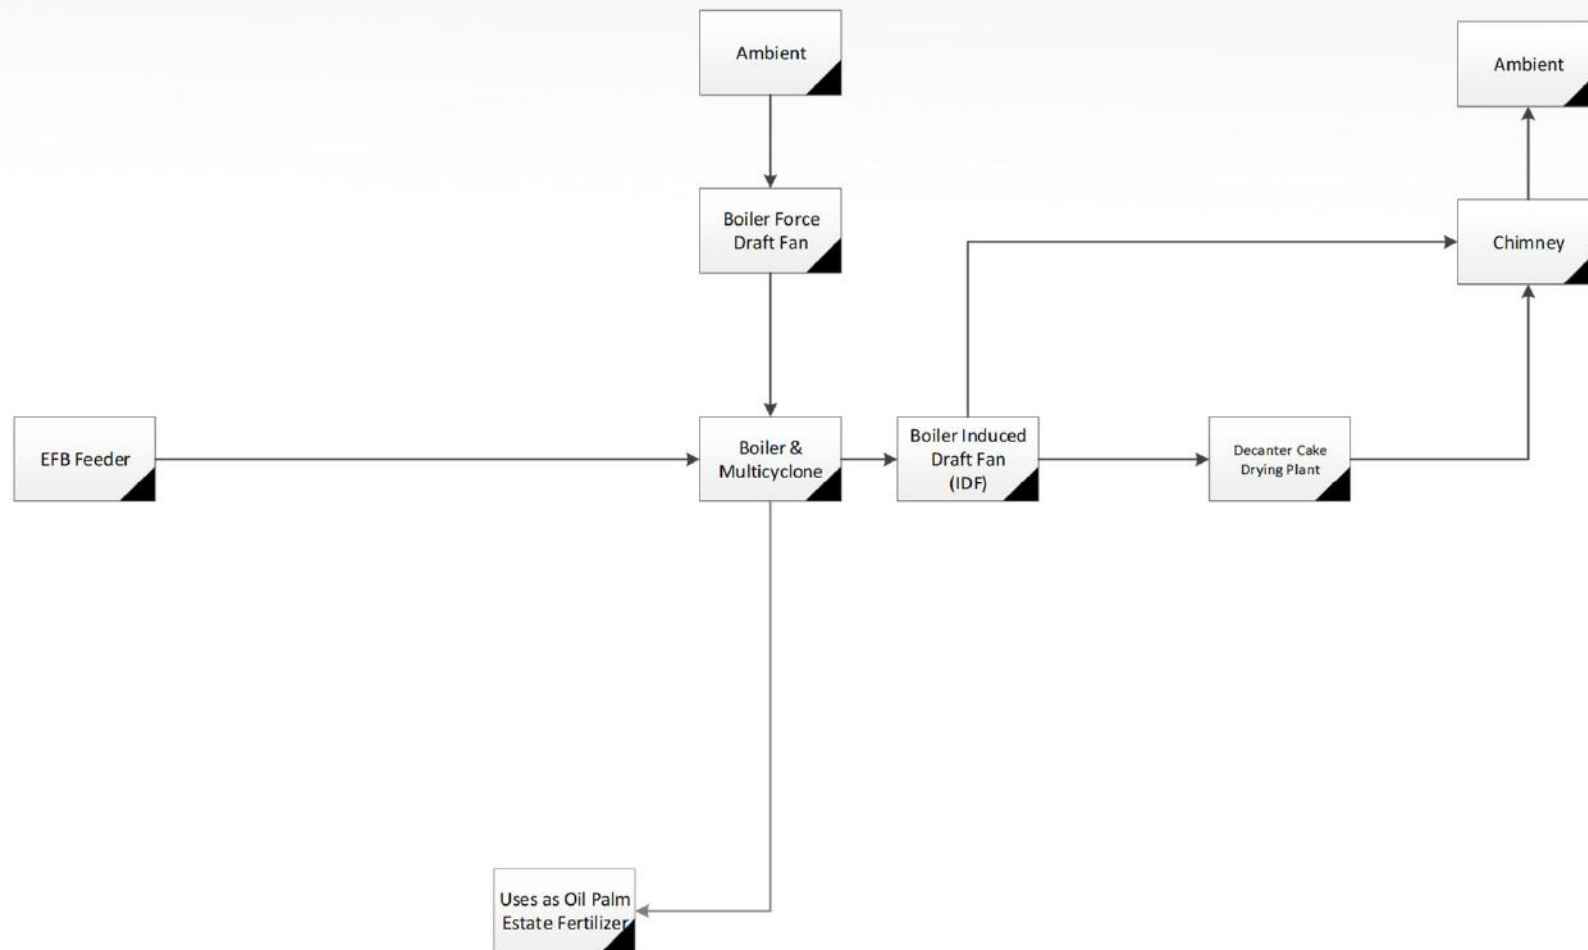 Ambient
Ambient
Boiler Force
Draft Fan
Chimney
EFB Feeder
Boiler &
Multicyclone
Boiler Induced
Draft Fan
(IDF)
Decanter Cake
Drying Plant
Uses as Oil Palm
Estate Fertilizer